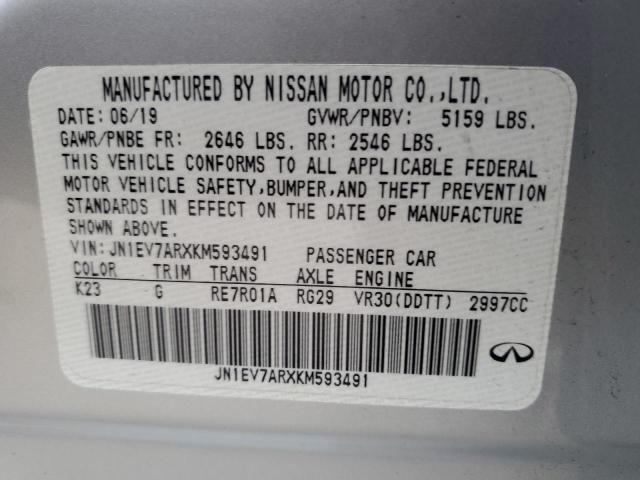 MANUFACTURED BY NISSAN MOTOR CO.,LTD.
DATE: 06/19 GVWR/PNBV: 5159 LBS.
GAWR/PNBE FR: 2646 LBS. RR: 2546 LBS.
THIS VEHICLE CONFORMS TO ALL APPLICABLE FEDERAL
MOTOR VEHICLE SAFETY,BUMPER,AND THEFT PREVENTION
STANDARDS IN EFFECT ON THE DATE OF MANUFACTURE
SHOWN ABOVE.
VIN:JN1EV7ARXKM593491 PASSENGER CAR
COLOR TRIM TRANS AXLE ENGINE
K23 G RE7R01A RG29 VR30(DDTT) 2997CC
JN1EV7ARXKM593491